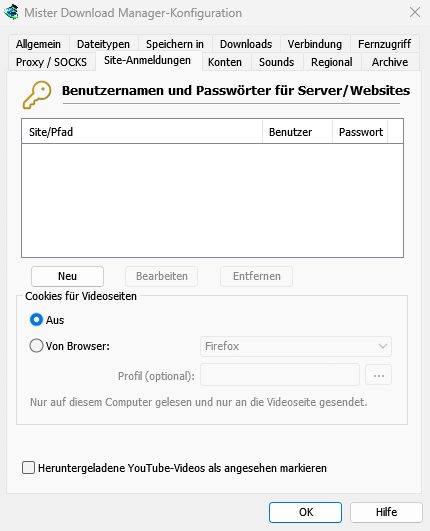 Mister Download Manager-Konfiguration
Allgemein Dateitypen Speichern in Downloads Verbindung Fernzugriff
Proxy / SOCKS Site-Anmeldungen Konten Sounds Regional Archive
Benutzernamen und Passwörter für Server/Websites
Site/Pfad Benutzer Passwort
Neu Bearbeiten Entfernen
Cookies für Videoseiten
Aus
Von Browser: Firefox
Profil (optional): ...
Nur auf diesem Computer gelesen und nur an die Videoseite gesendet.
Heruntergeladene YouTube-Videos als angesehen markieren
OK Hilfe